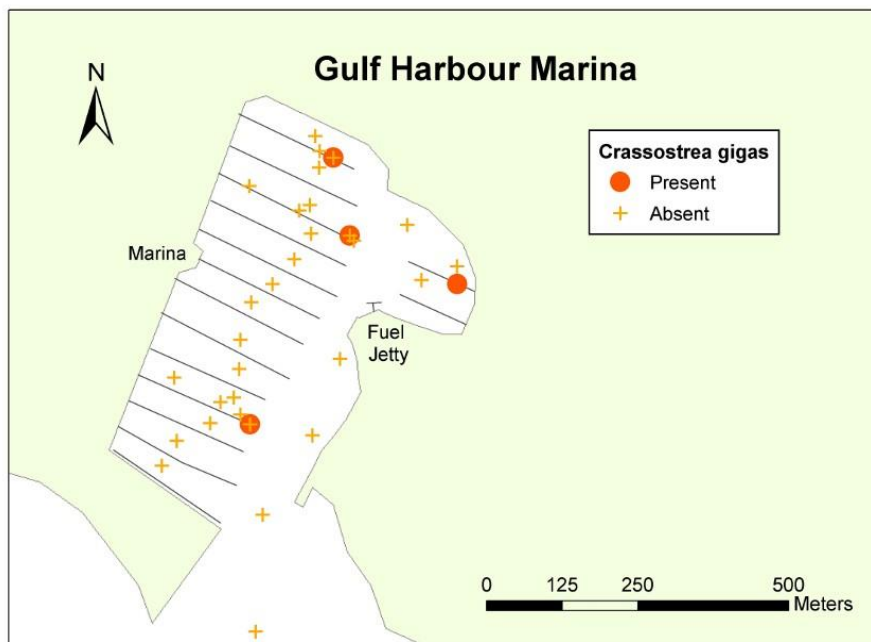 Gulf Harbour Marina
N
Crassostrea gigas
Present
Absent
Marina
Fuel
Jetty
0 125 250 500
Meters